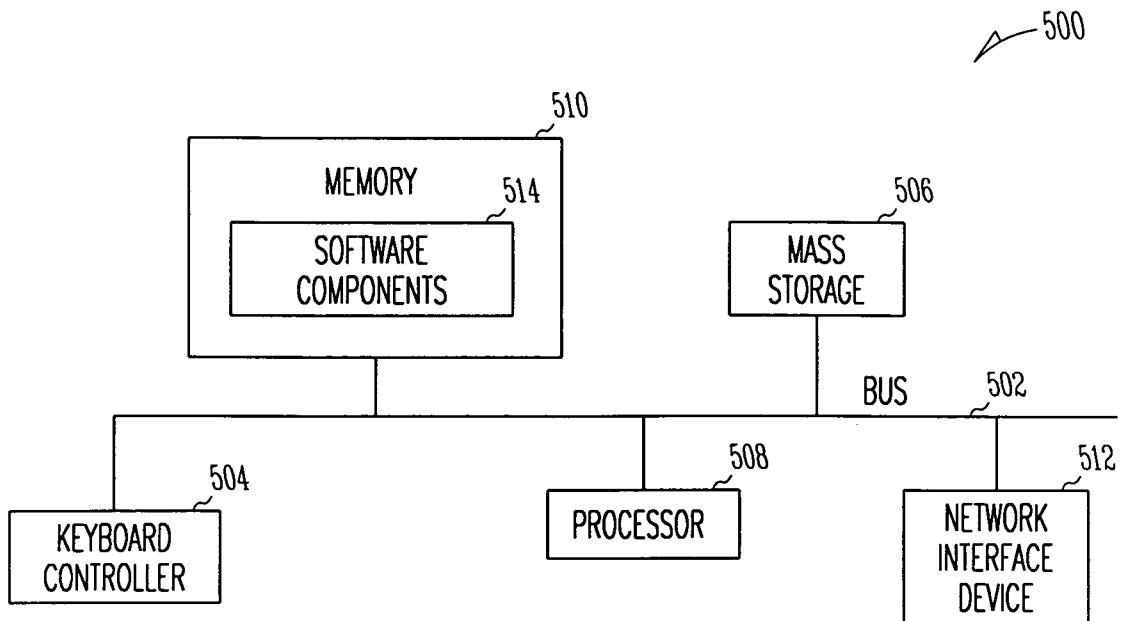 500
510
MEMORY
514
SOFTWARE
COMPONENTS
506
MASS
STORAGE
BUS
502
504
KEYBOARD
CONTROLLER
508
PROCESSOR
512
NETWORK
INTERFACE
DEVICE